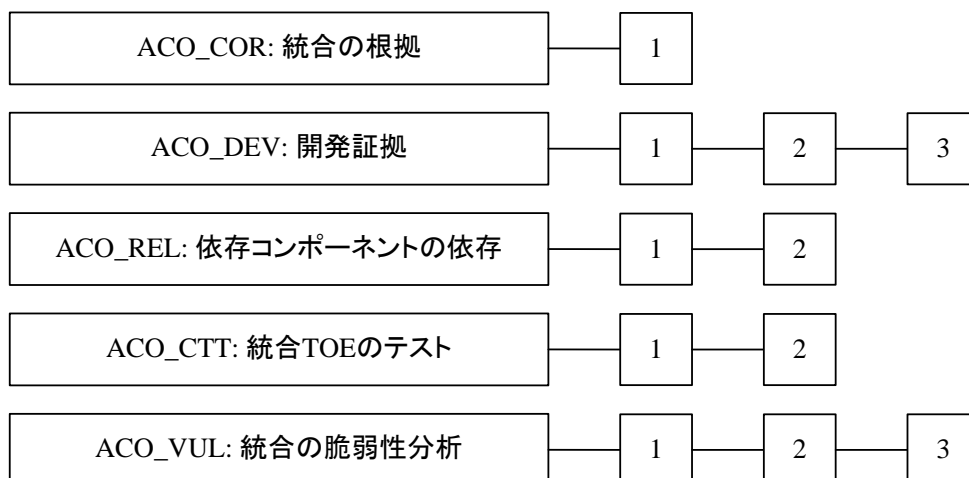 ACO_COR: 統合の根拠 1
ACO_DEV: 開発証拠 1 2 3
ACO_REL: 依存コンポーネントの依存 1 2
ACO_CTT: 統合TOEのテスト 1 2
ACO_VUL: 統合の脆弱性分析 1 2 3